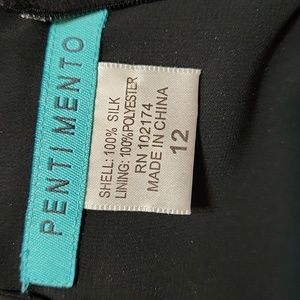 PENTIMENTO
SHELL: 100% SILK
LINING: 100%POLYESTER
RN 102174
MADE IN CHINA
12